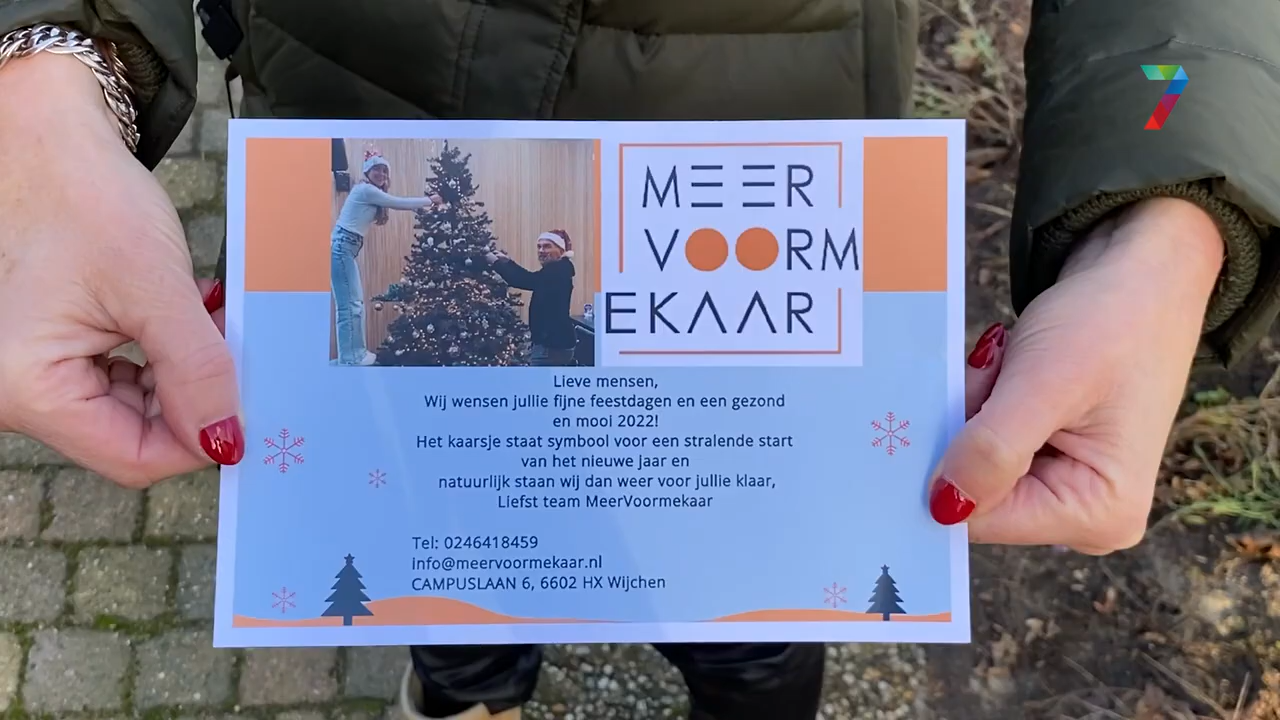 7
MEER
VOORM
EKAAR
Lieve mensen,
Wij wensen jullie fijne feestdagen en een gezond
en mooi 2022!
Het kaarsje staat symbool voor een stralende start
van het nieuwe jaar en
natuurlijk staan wij dan weer voor jullie klaar,
Liefst team MeerVoormekaar
Tel: 0246418459
info@meervoormekaar.nl
CAMPUSLAAN 6, 6602 HX Wijchen